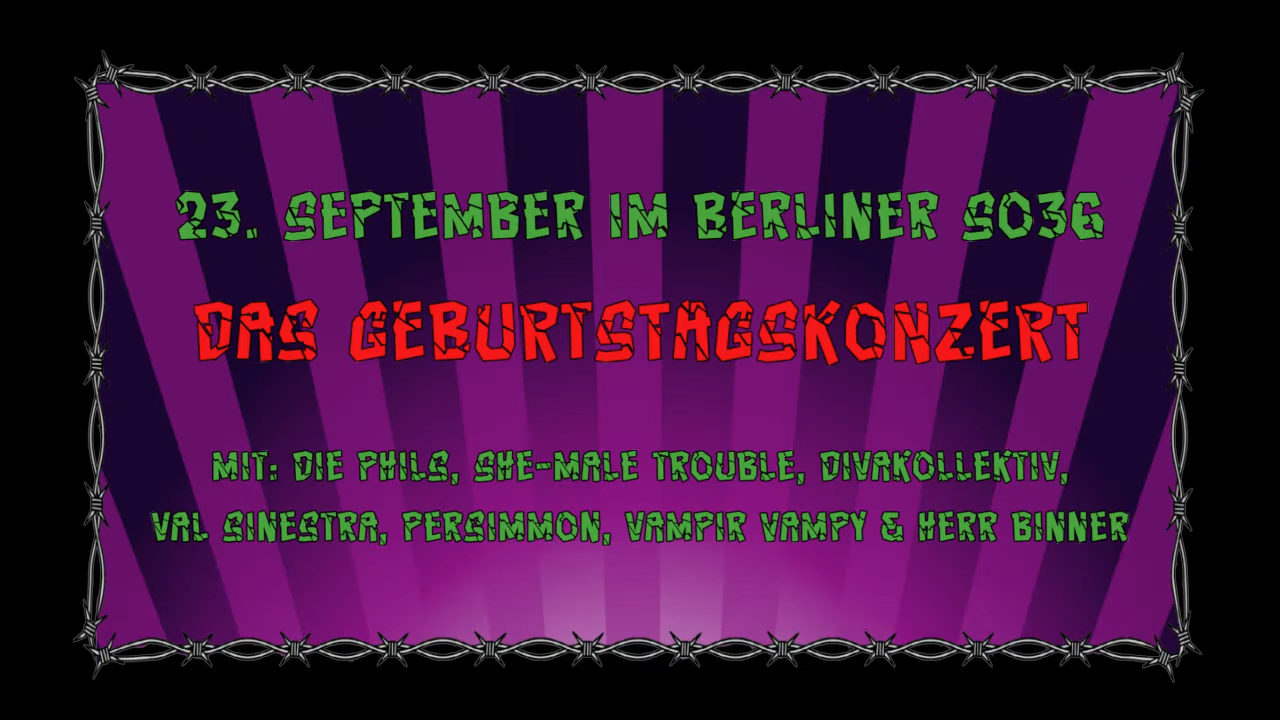 23. SEPTEMBER IM BERLINER SO36
DAS GEBURTSTAGSKONZERT
MIT: DIE PHILS, SHE-MALE TROUBLE, DIVAKOLLEKTIV,
VAL SINESTRA, PERSIMMON, VAMPIR VAMPY & HERR BINNER